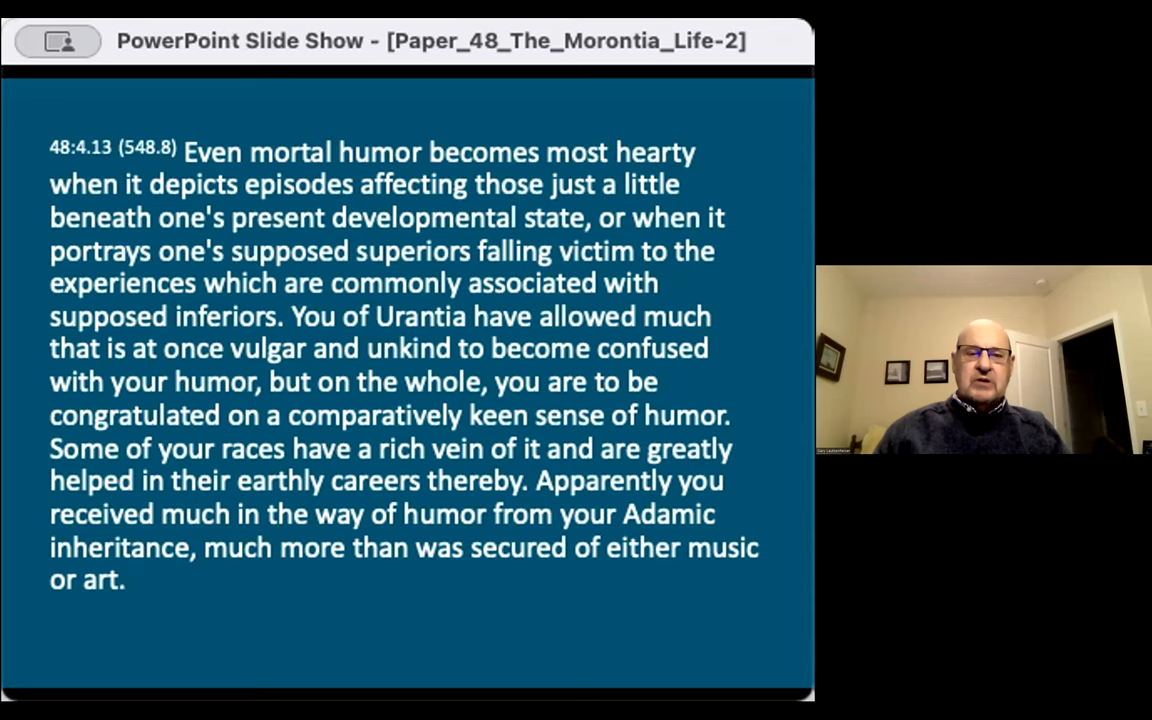 PowerPoint Slide Show - [Paper_48_The_Morontia_Life-2]
48:4.13 (548.8) Even mortal humor becomes most hearty
when it depicts episodes affecting those just a little
beneath one's present developmental state, or when it
portrays one's supposed superiors falling victim to the
experiences which are commonly associated with
supposed inferiors. You of Urantia have allowed much
that is at once vulgar and unkind to become confused
with your humor, but on the whole, you are to be
congratulated on a comparatively keen sense of humor.
Some of your races have a rich vein of it and are greatly
helped in their earthly careers thereby. Apparently you
received much in the way of humor from your Adamic
inheritance, much more than was secured of either music
or art.